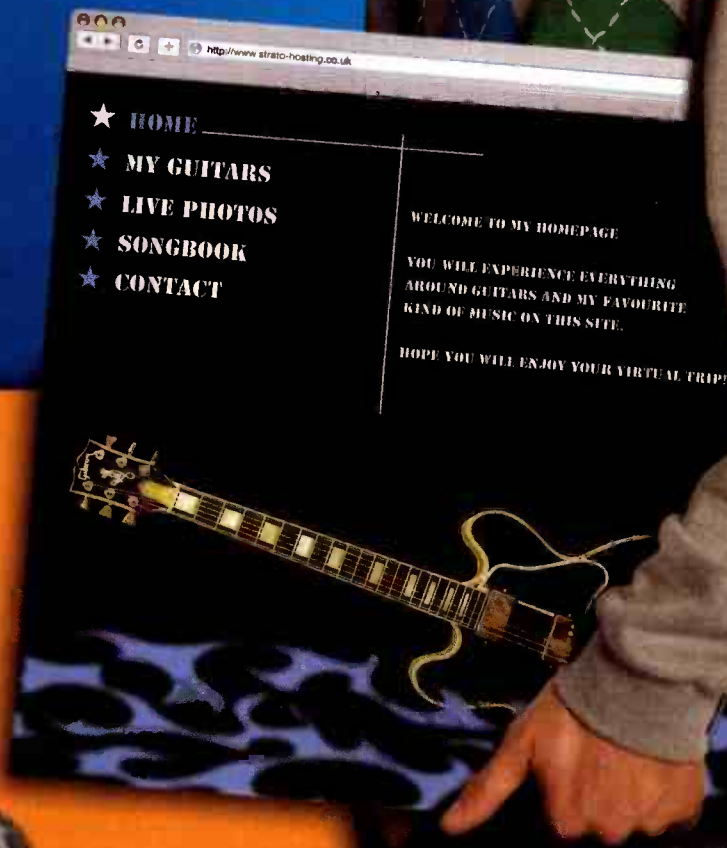 http://www.strato-hosting.co.uk
HOME
MY GUITARS
LIVE PHOTOS
SONGBOOK
CONTACT
WELCOME TO MY HOMEPAGE
YOU WILL EXPERIENCE EVERYTHING
AROUND GUITARS AND MY FAVOURITE
KIND OF MUSIC ON THIS SITE.
HOPE YOU WILL ENJOY YOUR VIRTUAL TRIP!
Gibson